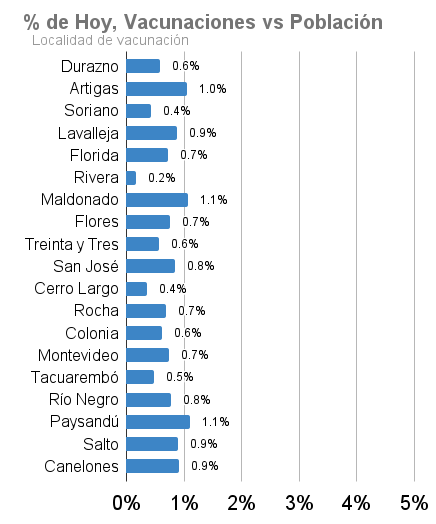 % de Hoy, Vacunaciones vs Población
Localidad de vacunación
Durazno 0.6%
Artigas 1.0%
Soriano 0.4%
Lavalleja 0.9%
Florida 0.7%
Rivera 0.2%
Maldonado 1.1%
Flores 0.7%
Treinta y Tres 0.6%
San José 0.8%
Cerro Largo 0.4%
Rocha 0.7%
Colonia 0.6%
Montevideo 0.7%
Tacuarembó 0.5%
Río Negro 0.8%
Paysandú 1.1%
Salto 0.9%
Canelones 0.9%
0% 1% 2% 3% 4% 5%